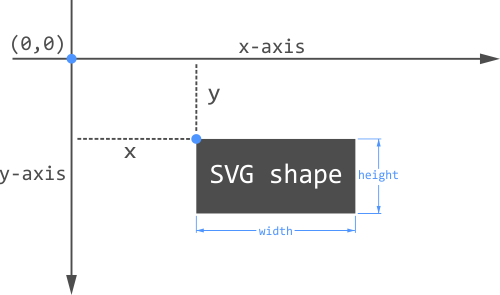 (0,0)
x-axis
y
x
y-axis
SVG shape
height
width